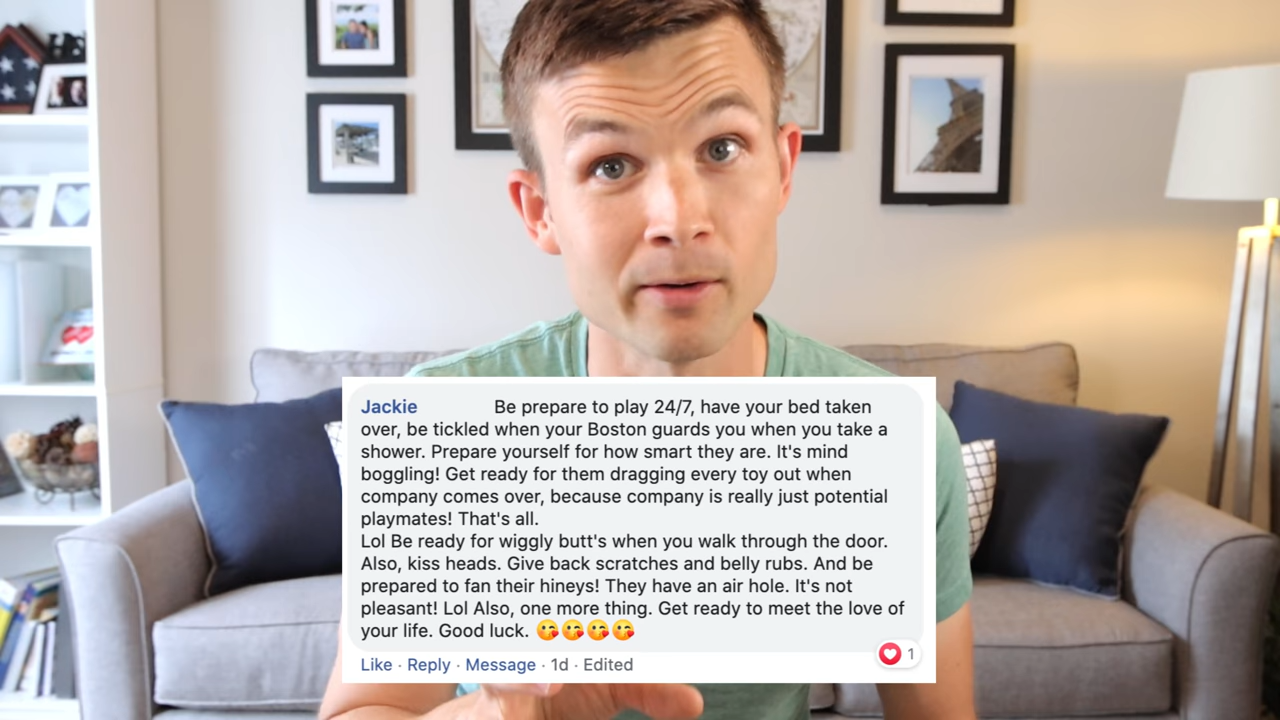 Jackie Be prepare to play 24/7, have your bed taken
over, be tickled when your Boston guards you when you take a
shower. Prepare yourself for how smart they are. It's mind
boggling! Get ready for them dragging every toy out when
company comes over, because company is really just potential
playmates! That's all.
Lol Be ready for wiggly butt's when you walk through the door.
Also, kiss heads. Give back scratches and belly rubs. And be
prepared to fan their hineys! They have an air hole. It's not
pleasant! Lol Also, one more thing. Get ready to meet the love of
your life. Good luck. 😘😘😘😘
Like · Reply · Message · 1d · Edited
1